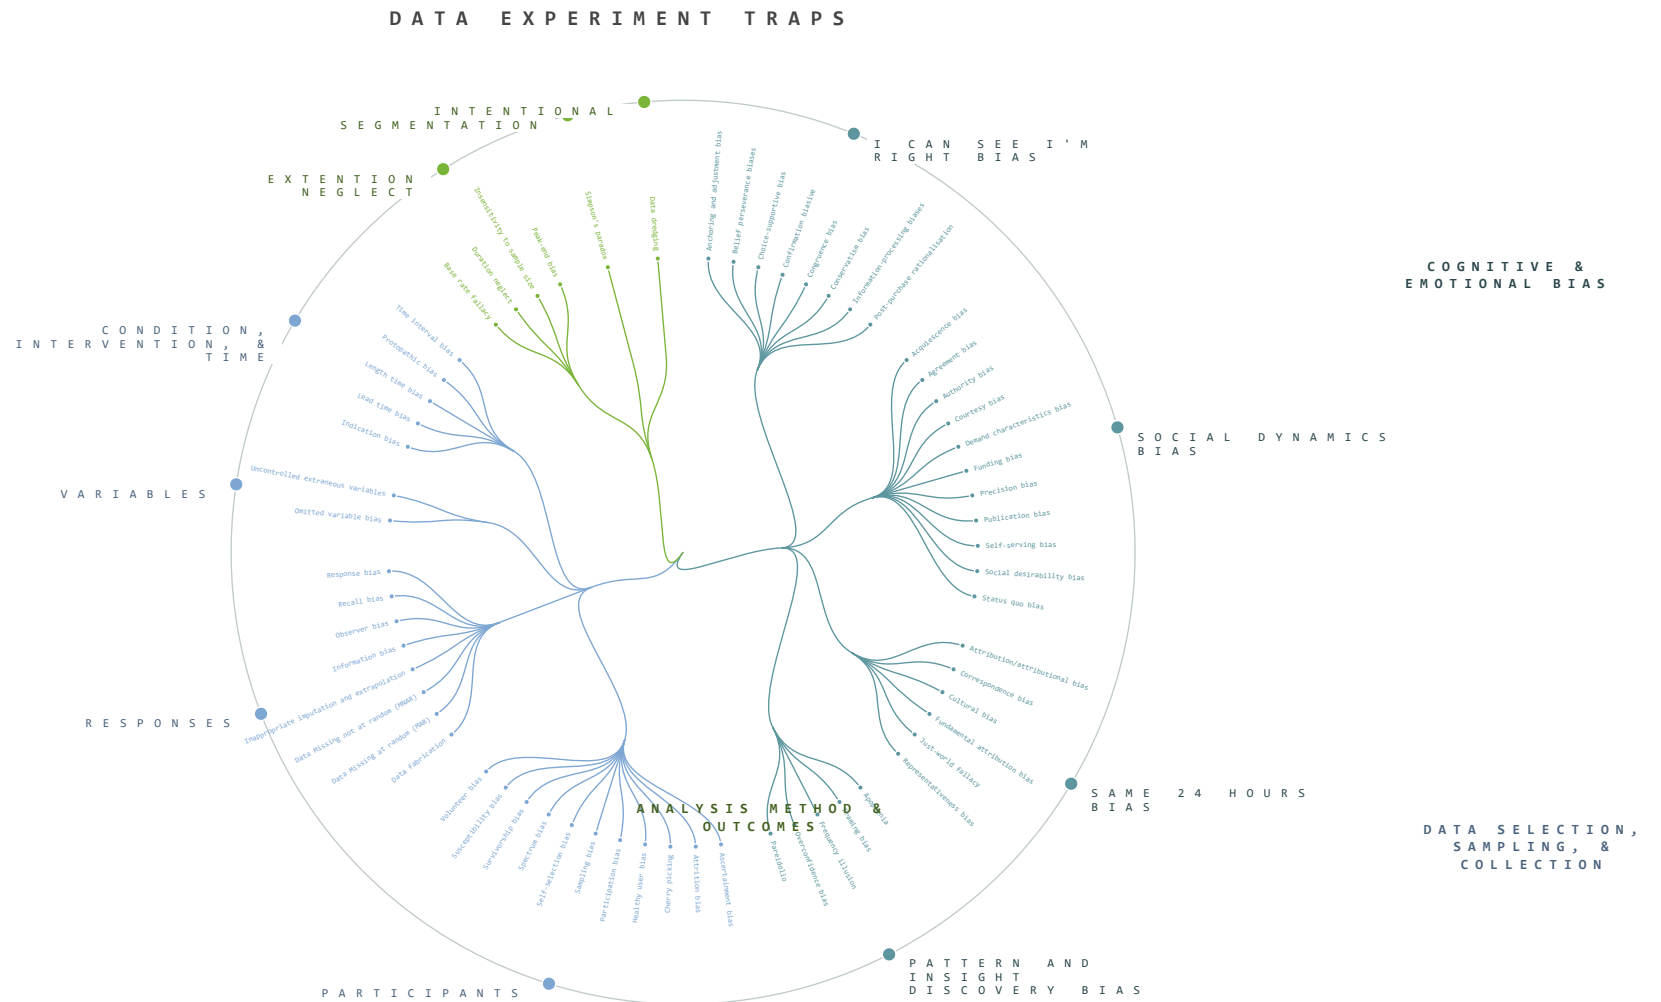 DATA EXPERIMENT TRAPS
INTENTIONAL
SEGMENTATION
EXTENTION
NEGLECT
I CAN SEE I'M
RIGHT BIAS
COGNITIVE &
EMOTIONAL BIAS
Anchoring and adjustment bias
Belief perseverance biases
Choice-supportive bias
Confirmation biasive
Congruence bias
Conservatism bias
Information-processing biases
Post-purchase rationalisation
Data dredging
Simpson's paradox
Peak-end bias
Insensitivity to sample size
Duration neglect
Base rate fallacy
CONDITION,
INTERVENTION, &
TIME
Time interval bias
Protopathic bias
Length time bias
Lead time bias
Indication bias
SOCIAL DYNAMICS
BIAS
Acquiescence bias
Agreement bias
Authority bias
Courtesy bias
Demand characteristics bias
Funding bias
Precision bias
Publication bias
Self-serving bias
Social desirability bias
Status quo bias
VARIABLES
Uncontrolled extraneous variables
Omitted variable bias
RESPONSES
Response bias
Recall bias
Observer bias
Information bias
Inappropriate imputation and extrapolation
Data Missing not at random (MNAR)
Data Missing at random (MAR)
Data fabrication
SAME 24 HOURS
BIAS
Attribution/attributional bias
Correspondence bias
Cultural bias
Fundamental attribution bias
Just-world fallacy
Representativeness bias
ANALYSIS METHOD &
OUTCOMES
DATA SELECTION,
SAMPLING, &
COLLECTION
Apophenia
Framing bias
Frequency illusion
Overconfidence bias
Pareidolio
Volunteer bias
Susceptibility bias
Survivorship bias
Spectrue bias
Self-selection bias
Sampling bias
Participation bias
Healthy user bias
Cherry picking
Attrition bias
Ascertainment bias
PATTERN AND
INSIGHT
DISCOVERY BIAS
PARTICIPANTS